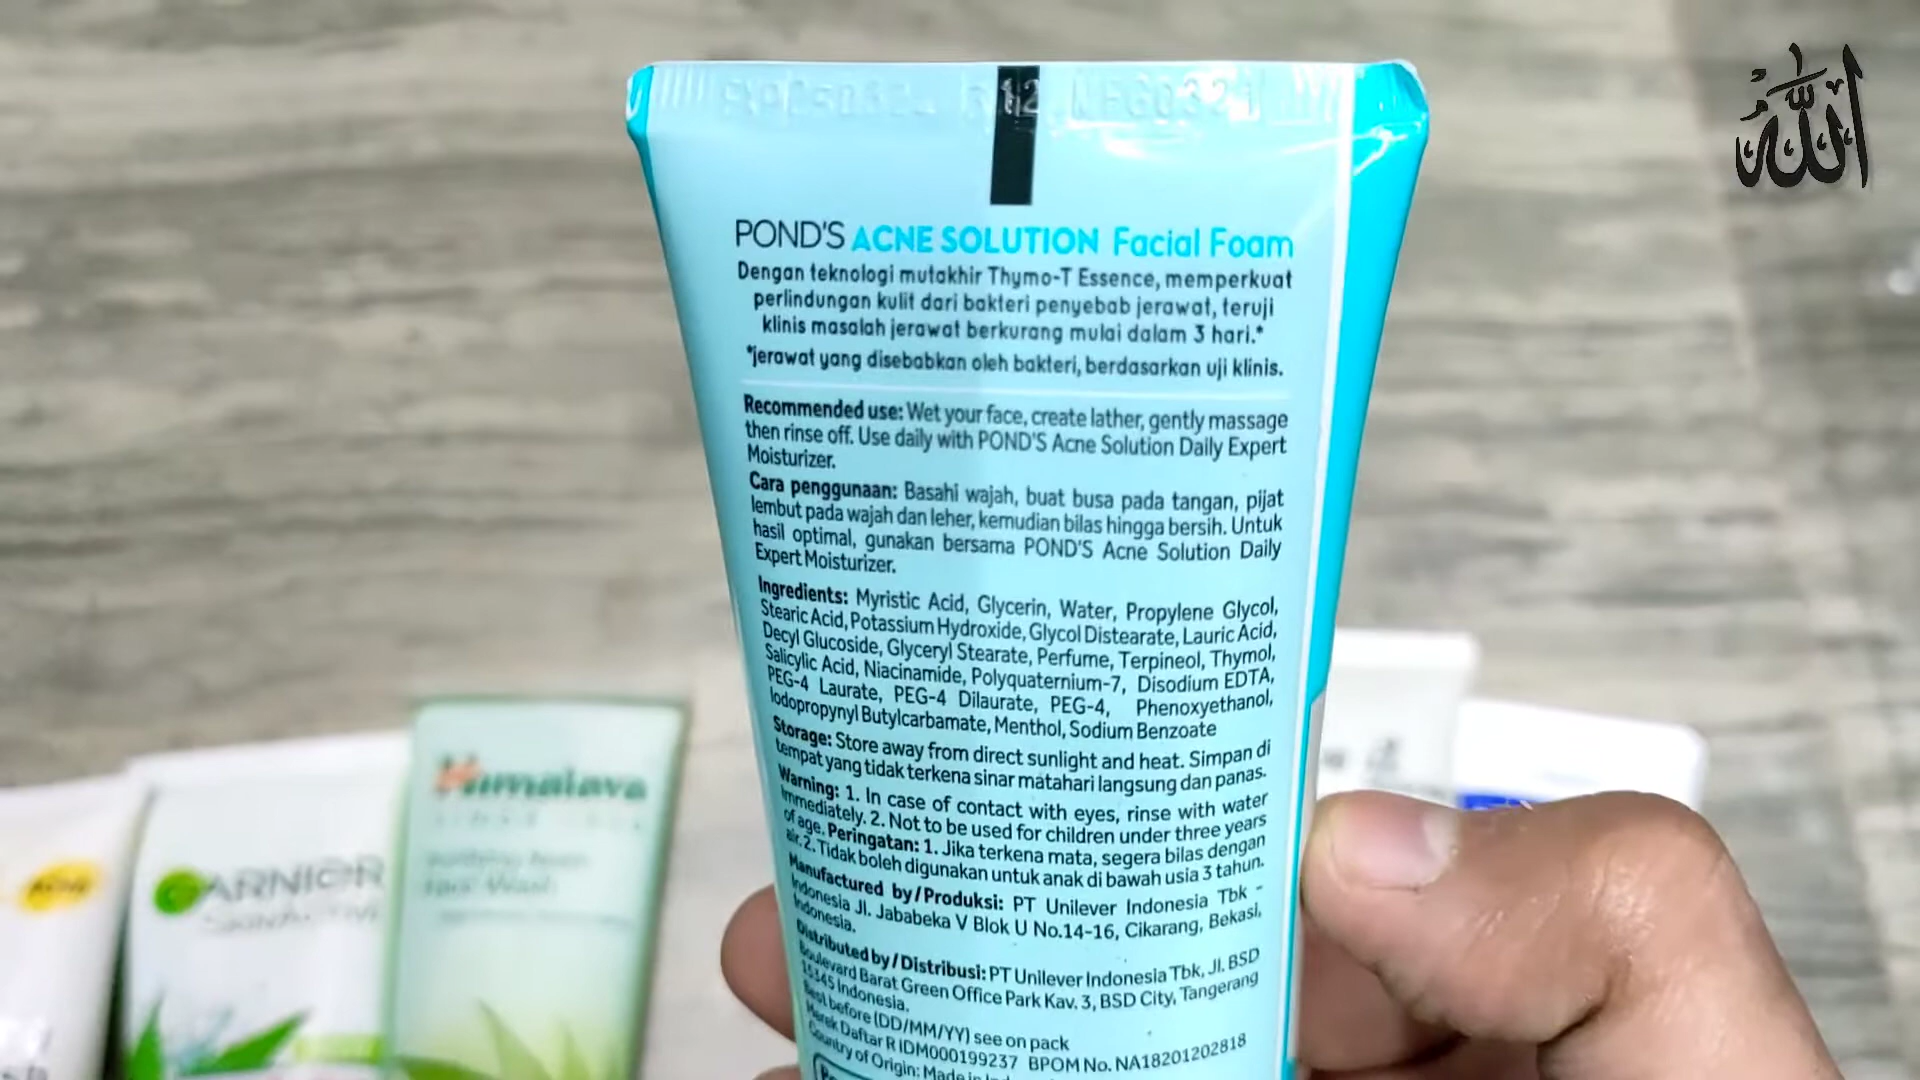 الله
POND'S ACNE SOLUTION Facial Foam
Dengan teknologi mutakhir Thymo-T Essence, memperkuat
perlindungan kulit dari bakteri penyebab jerawat, teruji
klinis masalah jerawat berkurang mulai dalam 3 hari.*
*jerawat yang disebabkan oleh bakteri, berdasarkan uji klinis.
Recommended use: Wet your face, create lather, gently massage
then rinse off. Use daily with POND'S Acne Solution Daily Expert
Moisturizer.
Cara penggunaan: Basahi wajah, buat busa pada tangan, pijat
lembut pada wajah dan leher, kemudian bilas hingga bersih. Untuk
hasil optimal, gunakan bersama POND'S Acne Solution Daily
Expert Moisturizer.
Ingredients: Myristic Acid, Glycerin, Water, Propylene Glycol,
Stearic Acid, Potassium Hydroxide, Glycol Distearate, Lauric Acid,
Decyl Glucoside, Glyceryl Stearate, Perfume, Terpineol, Thymol,
Salicylic Acid, Niacinamide, Polyquaternium-7, Disodium EDTA,
PEG-4 Laurate, PEG-4 Dilaurate, PEG-4, Phenoxyethanol,
Iodopropynyl Butylcarbamate, Menthol, Sodium Benzoate
Storage: Store away from direct sunlight and heat. Simpan di
tempat yang tidak terkena sinar matahari langsung dan panas.
Warning: 1. In case of contact with eyes, rinse with water
immediately. 2. Not to be used for children under three years
of age. Peringatan: 1. Jika terkena mata, segera bilas dengan
air. 2. Tidak boleh digunakan untuk anak di bawah usia 3 tahun.
Manufactured by/Produksi: PT Unilever Indonesia Tbk -
Indonesia Jl. Jababeka V Blok U No.14-16, Cikarang, Bekasi,
Indonesia.
Distributed by/Distribusi: PT Unilever Indonesia Tbk, Jl. BSD
Boulevard Barat Green Office Park Kav. 3, BSD City, Tangerang
15345 Indonesia.
Best before (DD/MM/YY) see on pack
Merek Daftar R IDM000199237 BPOM No. NA18201202818
Country of Origin: Made in
Himalaya
Face Wash
GARNIER
SKINACTIVE